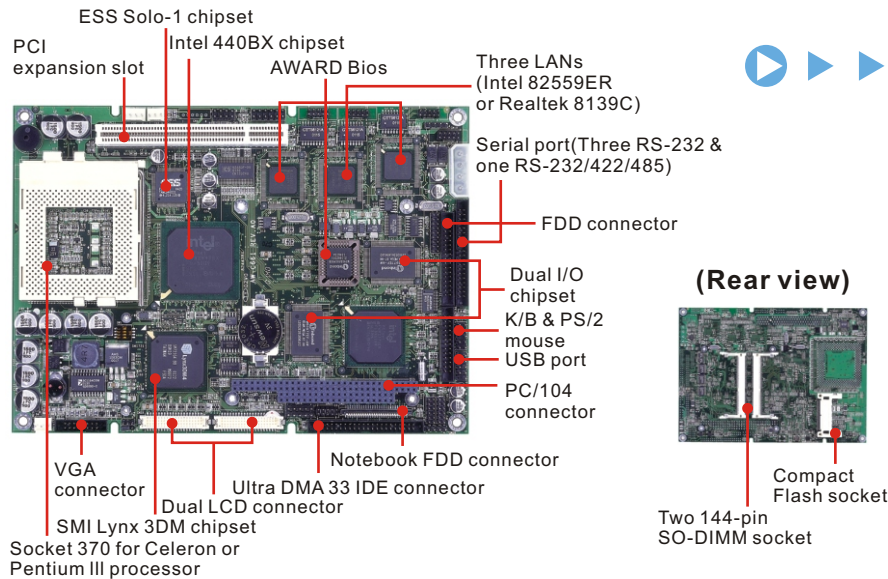 ESS Solo-1 chipset
Intel 440BX chipset
PCI
expansion slot
AWARD Bios
Three LANs
(Intel 82559ER
or Realtek 8139C)
Serial port(Three RS-232 &
one RS-232/422/485)
FDD connector
Dual I/O
chipset
K/B & PS/2
mouse
USB port
PC/104
connector
Notebook FDD connector
Ultra DMA 33 IDE connector
Dual LCD connector
VGA
connector
SMI Lynx 3DM chipset
Socket 370 for Celeron or
Pentium III processor
(Rear view)
Compact
Flash socket
Two 144-pin
SO-DIMM socket
ESS
intel